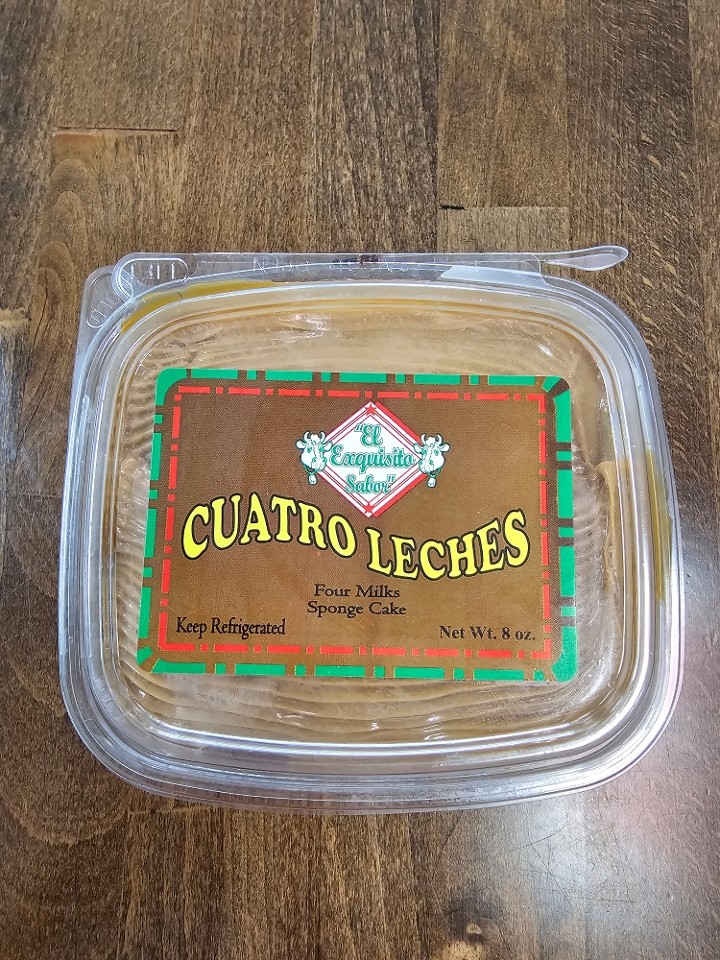 "El
Exquisito
Sabor"
CUATRO LECHES
Four Milks
Sponge Cake
Keep Refrigerated
Net Wt. 8 oz.